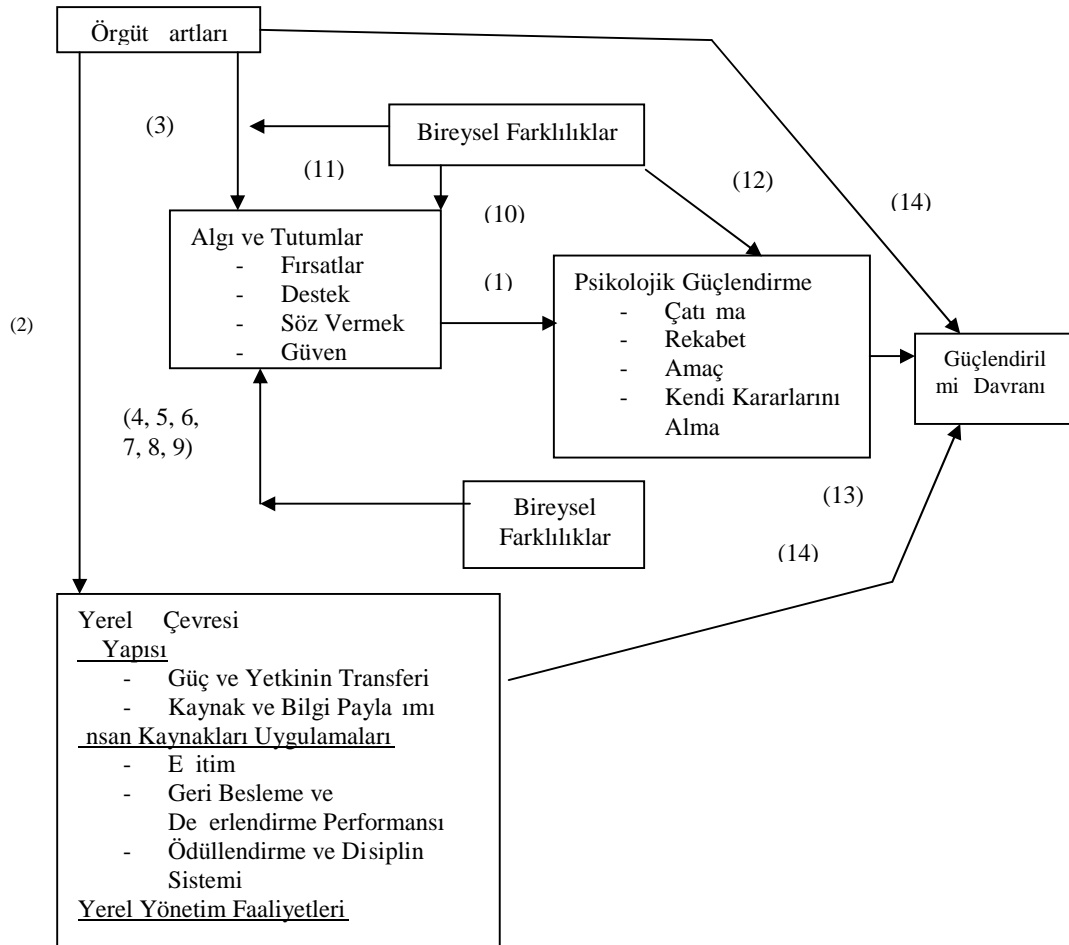 Örgüt artları
(3)
Bireysel Farklılıklar
(11)
(12)
(14)
(10)
Algı ve Tutumlar
- Fırsatlar
- Destek
- Söz Vermek
- Güven
(1)
Psikolojik Güçlendirme
- Çatı ma
- Rekabet
- Amaç
- Kendi Kararlarını
Alma
(2)
Güçlendiril
mi Davranı
(4, 5, 6,
7, 8, 9)
Bireysel
Farklılıklar
(13)
(14)
Yerel Çevresi
Yapısı
- Güç ve Yetkinin Transferi
- Kaynak ve Bilgi Payla ımı
nsan Kaynakları Uygulamaları
- E itim
- Geri Besleme ve
De erlendirme Performansı
- Ödüllendirme ve Disiplin
Sistemi
Yerel Yönetim Faaliyetleri